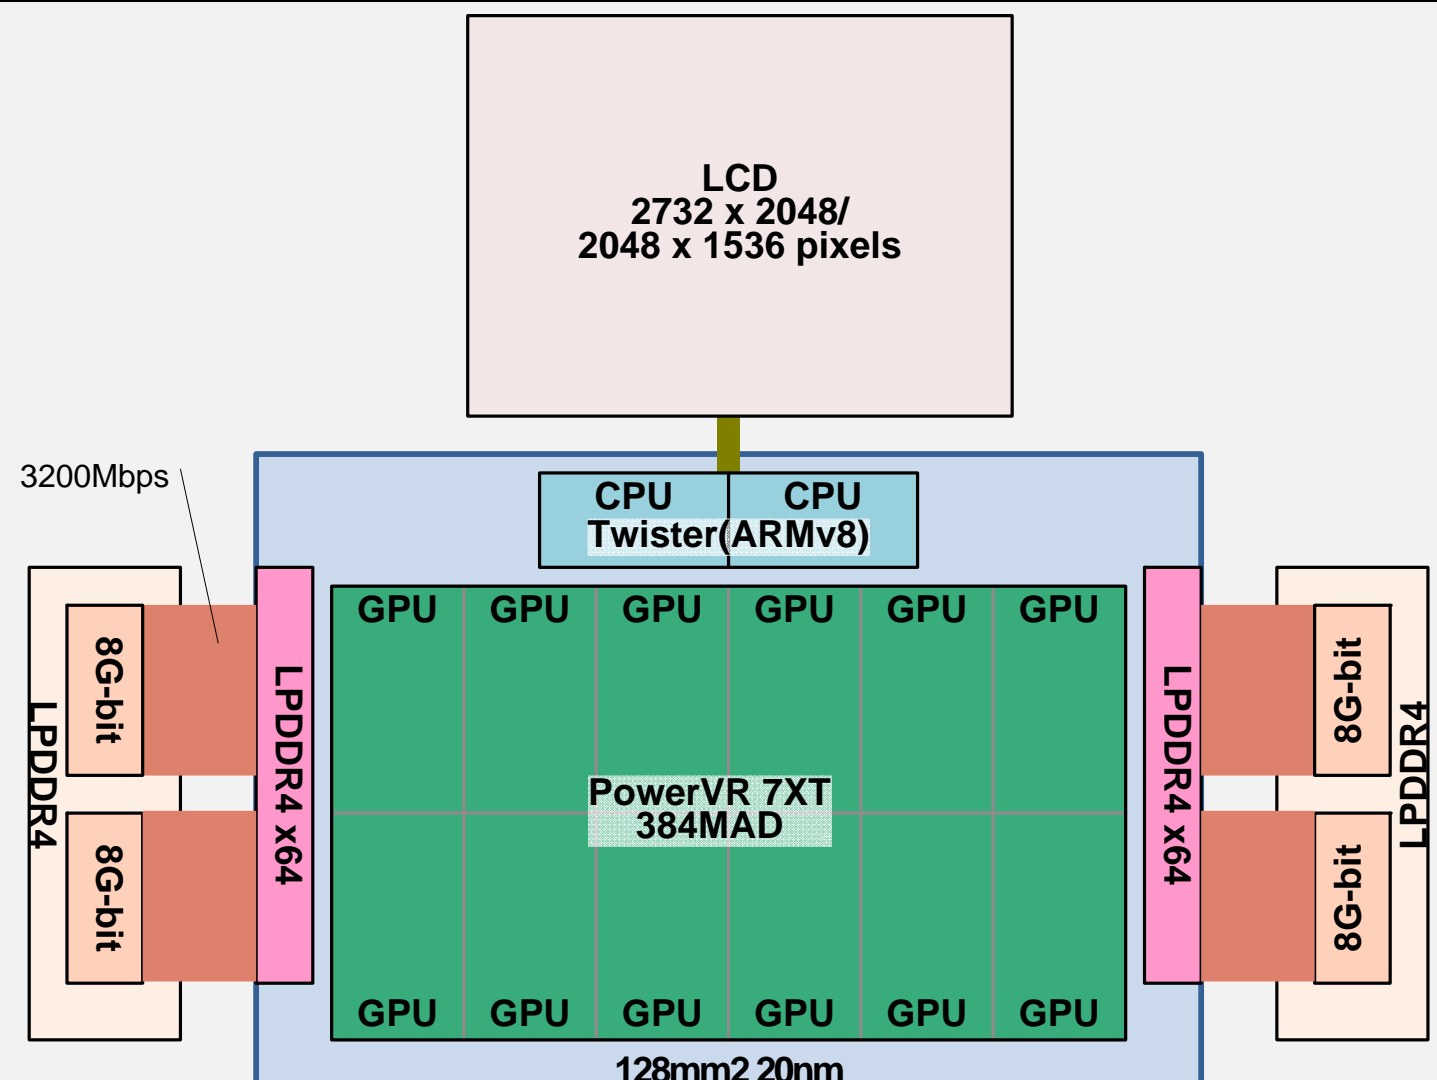 LCD
2732 x 2048/
2048 x 1536 pixels
3200Mbps
CPU CPU
Twister(ARMv8)
GPU GPU GPU GPU GPU GPU
LPDDR4
8G-bit
8G-bit
LPDDR4 x64
PowerVR 7XT
384MAD
LPDDR4 x64
8G-bit
8G-bit
LPDDR4
GPU GPU GPU GPU GPU GPU
128mm2 20nm